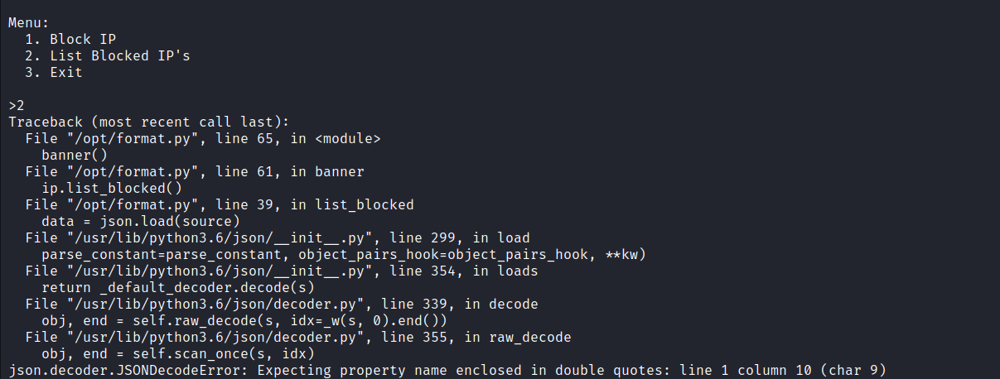 Menu:
  1. Block IP
  2. List Blocked IP's
  3. Exit
>2
Traceback (most recent call last):
  File "/opt/format.py", line 65, in <module>
    banner()
  File "/opt/format.py", line 61, in banner
    ip.list_blocked()
  File "/opt/format.py", line 39, in list_blocked
    data = json.load(source)
  File "/usr/lib/python3.6/json/__init__.py", line 299, in load
    parse_constant=parse_constant, object_pairs_hook=object_pairs_hook, **kw)
  File "/usr/lib/python3.6/json/__init__.py", line 354, in loads
    return _default_decoder.decode(s)
  File "/usr/lib/python3.6/json/decoder.py", line 339, in decode
    obj, end = self.raw_decode(s, idx=_w(s, 0).end())
  File "/usr/lib/python3.6/json/decoder.py", line 355, in raw_decode
    obj, end = self.scan_once(s, idx)
json.decoder.JSONDecodeError: Expecting property name enclosed in double quotes: line 1 column 10 (char 9)